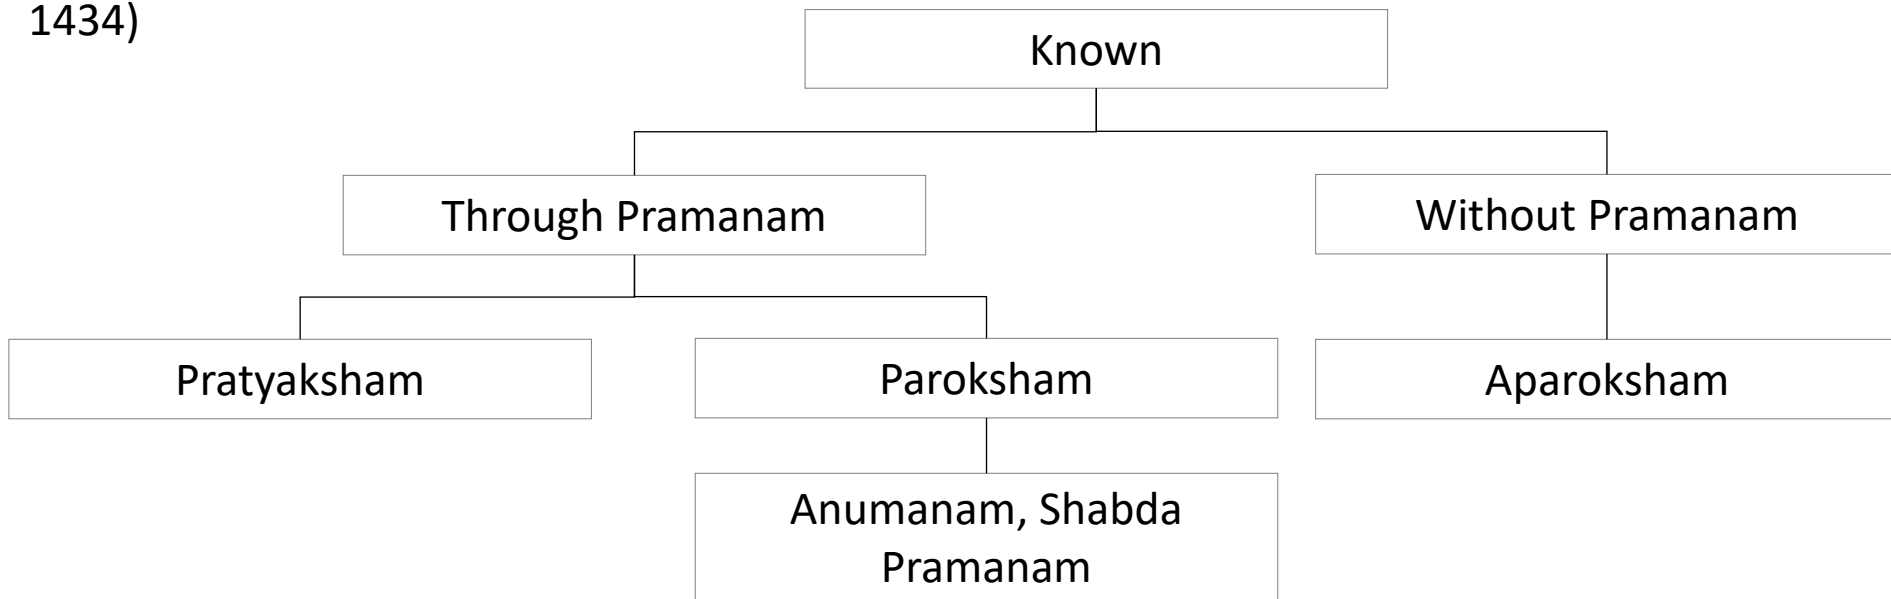 1434)
Known
Through Pramanam
Without Pramanam
Pratyaksham
Paroksham
Aparoksham
Anumanam, Shabda
Pramanam